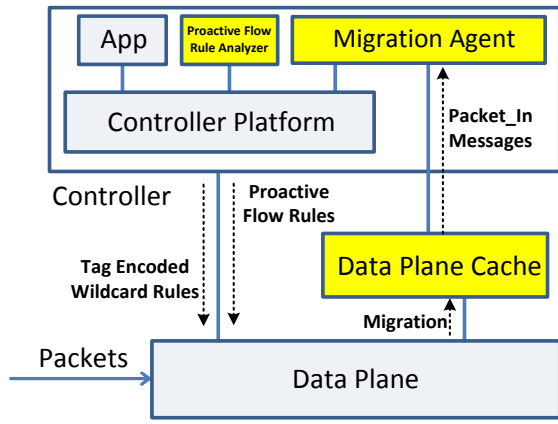 App
Proactive Flow
Rule Analyzer
Migration Agent
Controller Platform
Packet_In
Messages
Controller
Proactive
Flow Rules
Tag Encoded
Wildcard Rules
Data Plane Cache
Migration
Packets
Data Plane